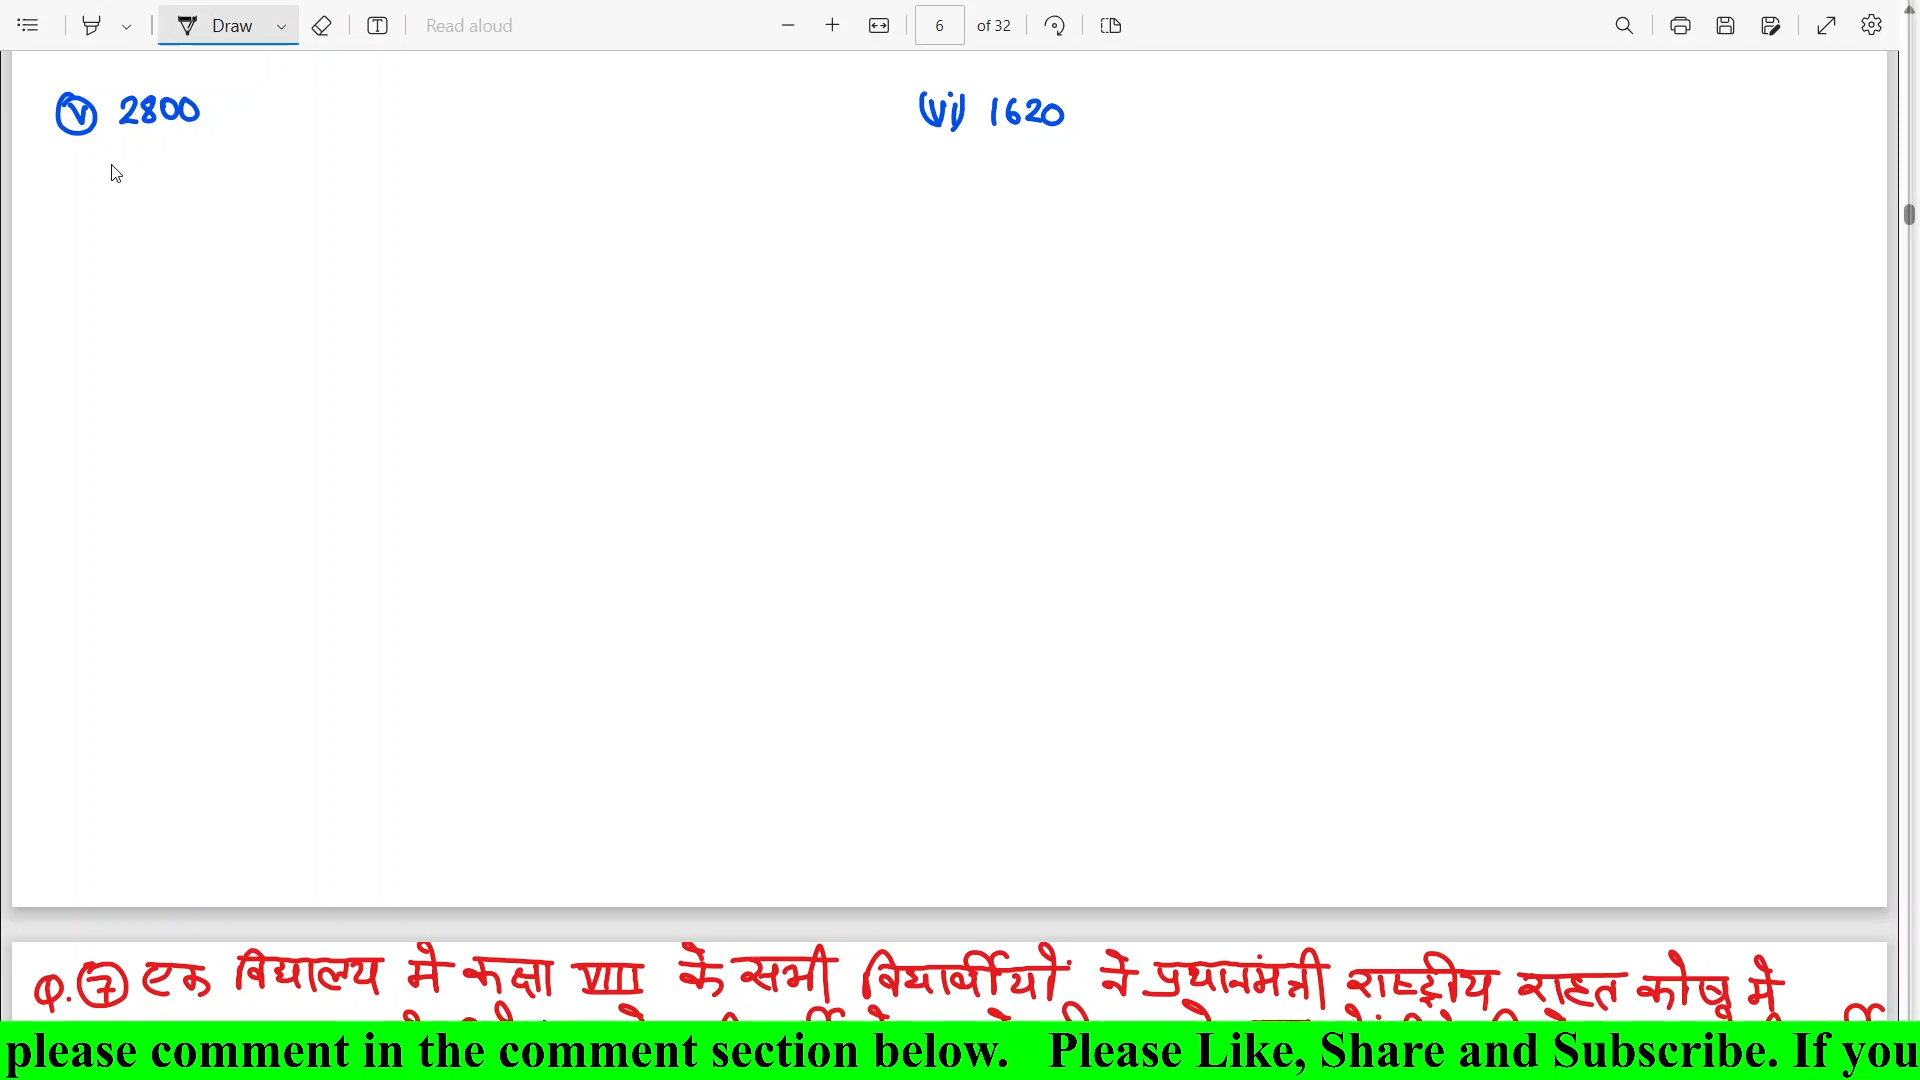 Draw
Read aloud
6 of 32
(v) 2800
(vi) 1620
Q.(7) एक विद्यालय में कक्षा VIII के सभी विद्यार्थीयों ने प्रधानमंत्री राष्ट्रीय राहत कोष में
please comment in the comment section below. Please Like, Share and Subscribe. If you